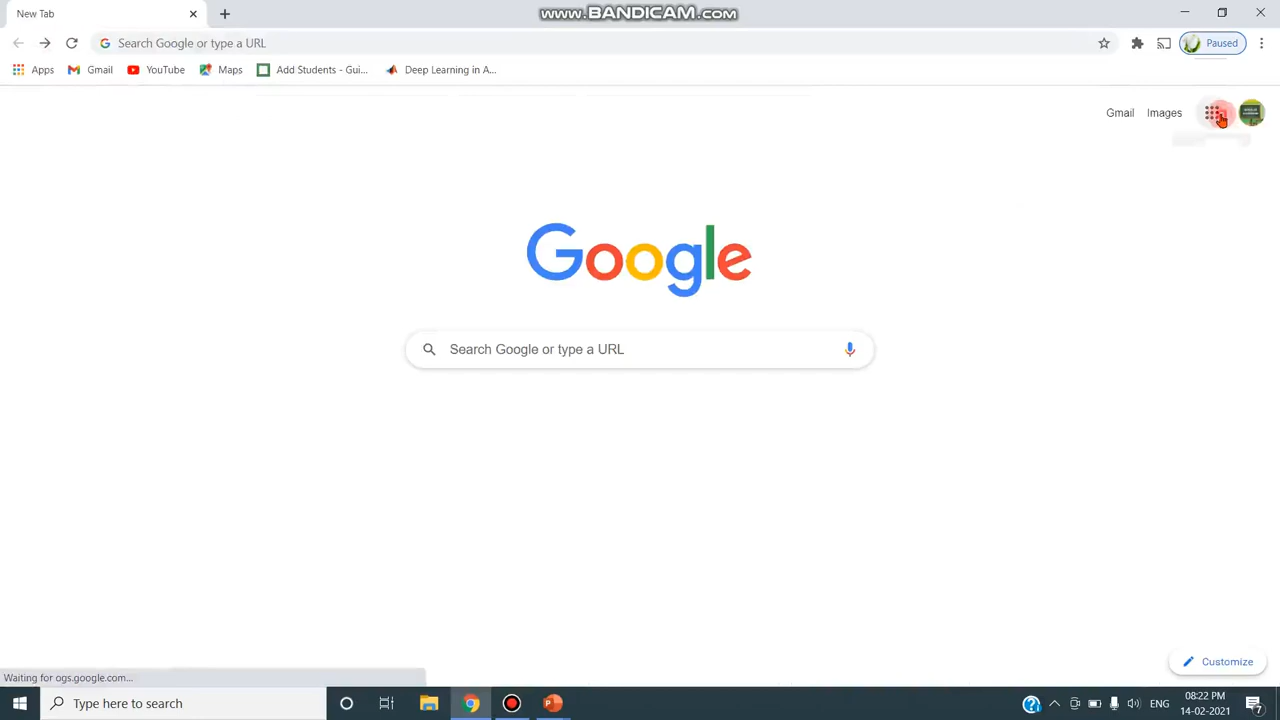 New Tab
www.BANDICAM.com
Search Google or type a URL
Paused
Apps
Gmail
YouTube
Maps
Add Students - Gui...
Deep Learning in A...
Gmail
Images
Google
Search Google or type a URL
Customize
Waiting for ogs.google.com...
Type here to search
ENG
08:22 PM
14-02-2021
7